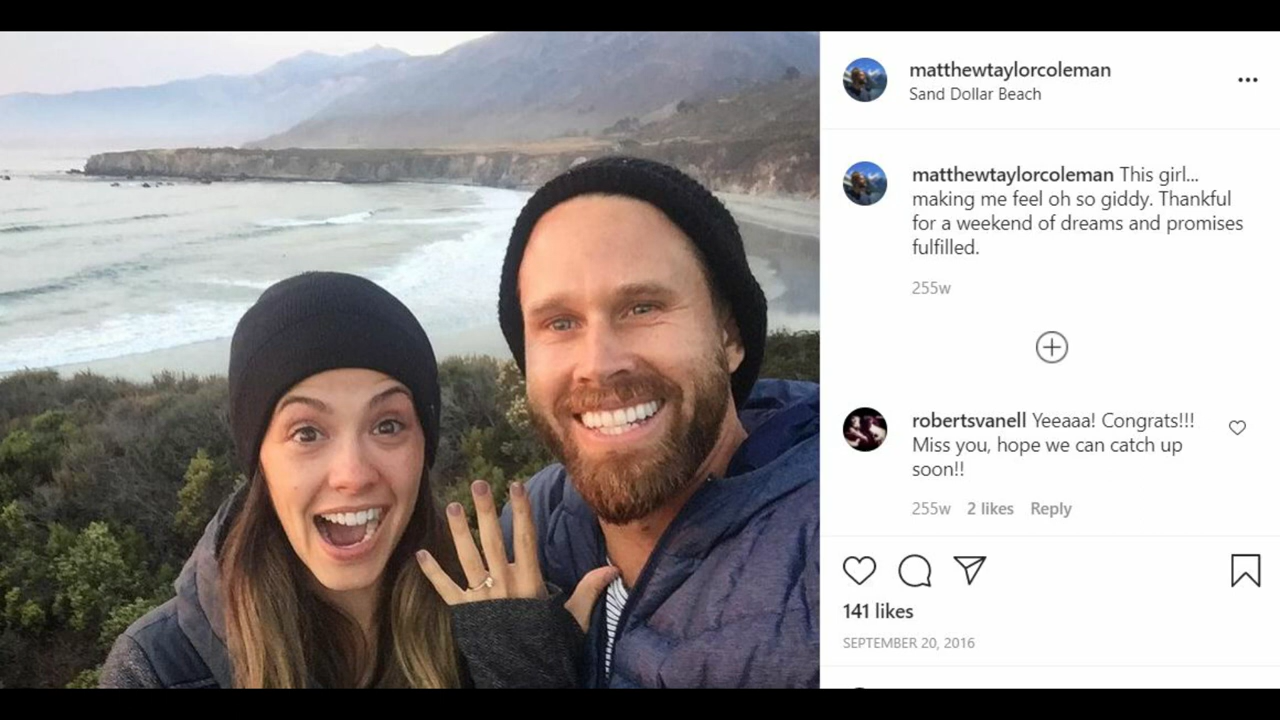 matthewtaylorcoleman
Sand Dollar Beach
matthewtaylorcoleman This girl...
making me feel oh so giddy. Thankful
for a weekend of dreams and promises
fulfilled.
255w
robertsvanell Yeeaaa! Congrats!!!
Miss you, hope we can catch up
soon!!
255w 2 likes Reply
141 likes
SEPTEMBER 20, 2016